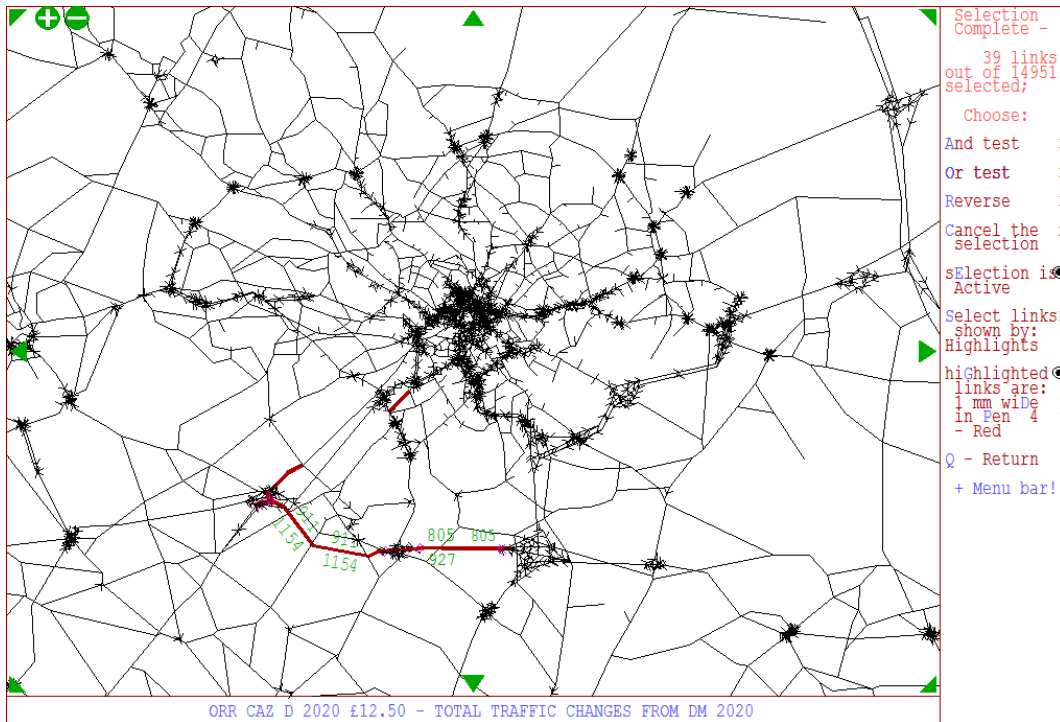 Selection
Complete -
39 links
out of 14951
selected;
Choose:
And test
Or test
Reverse
Cancel the
selection
sElection is
Active
Select links
shown by:
Highlights
hiGhlighted
links are:
1 mm wiDe
in Pen 4
- Red
Q - Return
+ Menu bar!
911
911
1154
1154
805 805
927
ORR CAZ D 2020 £12.50 - TOTAL TRAFFIC CHANGES FROM DM 2020